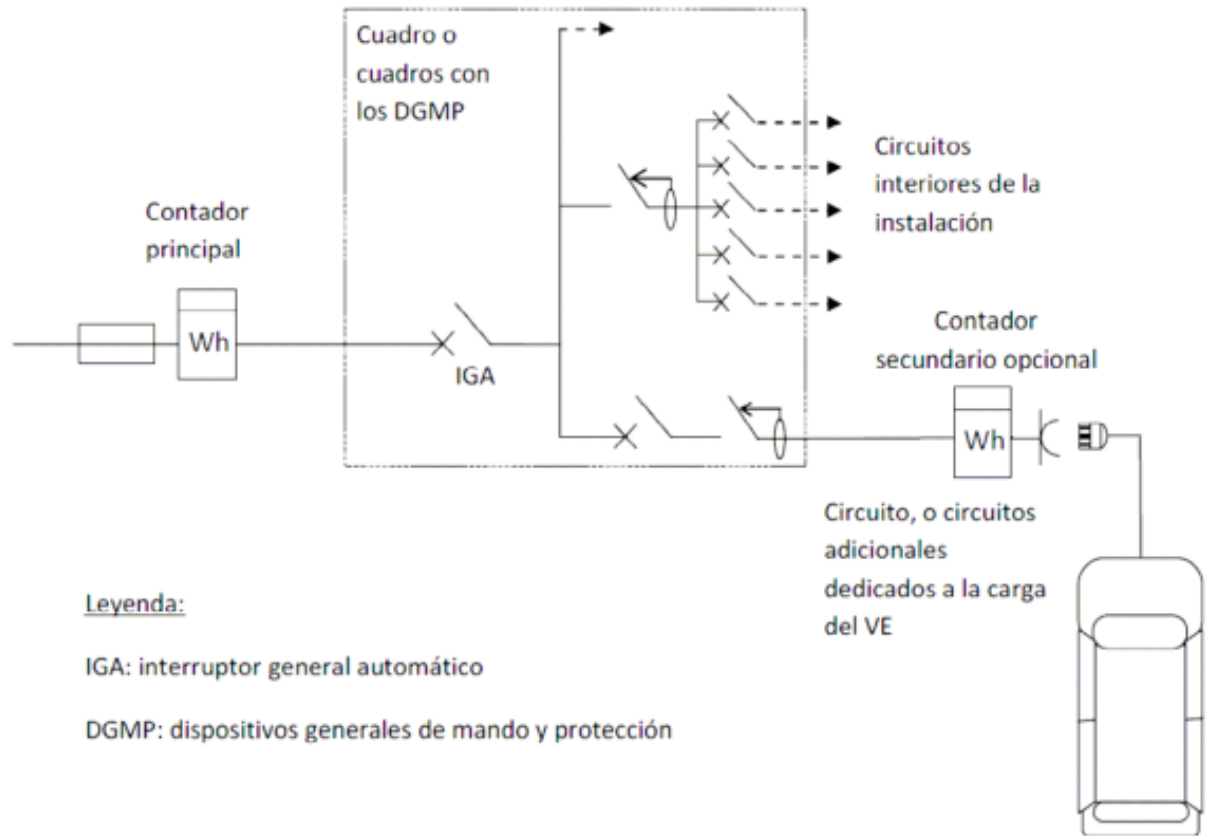 Cuadro o
cuadros con
los DGMP
Circuitos
interiores de la
instalación
Contador
principal
Wh
IGA
Contador
secundario opcional
Wh
Circuito, o circuitos
adicionales
dedicados a la carga
del VE
Leyenda:
IGA: interruptor general automático
DGMP: dispositivos generales de mando y protección